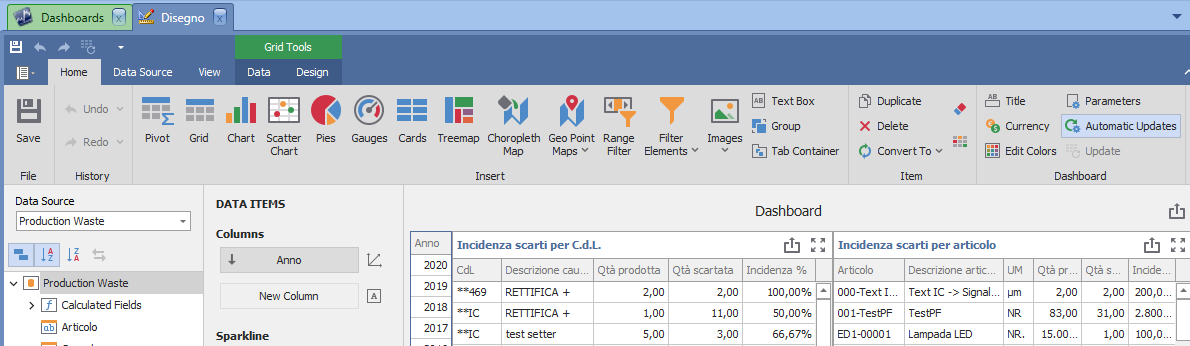 Dashboards x Disegno x
Grid Tools
Home Data Source View Data Design
Save Undo Redo Pivot Grid Chart Scatter Chart Pies Gauges Cards Treemap Choropleth Map Geo Point Maps Range Filter Filter Elements Images
Text Box
Group
Tab Container
Duplicate
Delete
Convert To
Title
Currency
Edit Colors
Parameters
Automatic Updates
Update
File History Insert Item Dashboard
Data Source
Production Waste
Production Waste
Calculated Fields
Articolo
DATA ITEMS
Columns
Anno
New Column
Sparkline
Dashboard
Anno
2020
2019
2018
2017
Incidenza scarti per C.d.L.
CdL Descrizione cau... Qtà prodotta Qtà scartata Incidenza %
**469 RETTIFICA + 2,00 2,00 100,00%
**IC RETTIFICA + 1,00 11,00 50,00%
**IC test setter 5,00 3,00 66,67%
Incidenza scarti per articolo
Articolo Descrizione artic... UM Qtà pr... Qtà s... Incide...
000-Text I... Text IC -> Signal... µm 2,00 2,00 200,0...
001-TestPF TestPF NR. 83,00 31,00 2.800...
ED1-00001 Lampada LED NR. 15.00... 1,00 100,0...